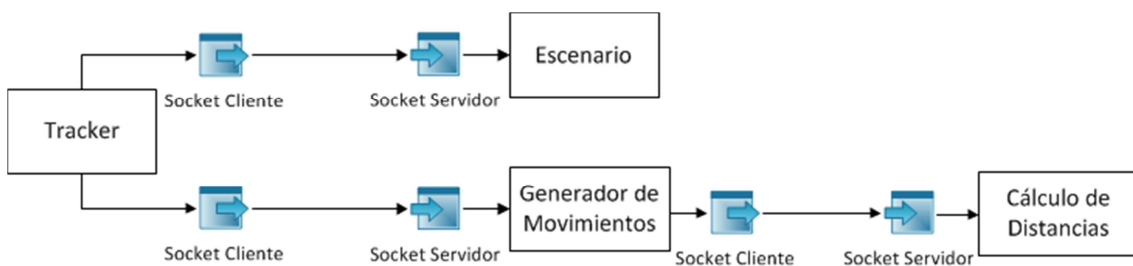 Escenario
Socket Cliente
Socket Servidor
Tracker
Generador de
Movimientos
Cálculo de
Distancias
Socket Cliente
Socket Servidor
Socket Cliente
Socket Servidor